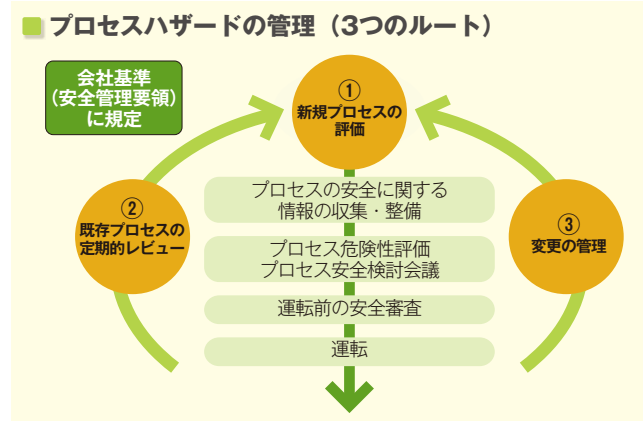 プロセスハザードの管理（3つのルート）
会社基準
（安全管理要領）
に規定
①
新規プロセスの
評価
②
既存プロセスの
定期的レビュー
③
変更の管理
プロセスの安全に関する
情報の収集・整備
プロセス危険性評価
プロセス安全検討会議
運転前の安全審査
運転